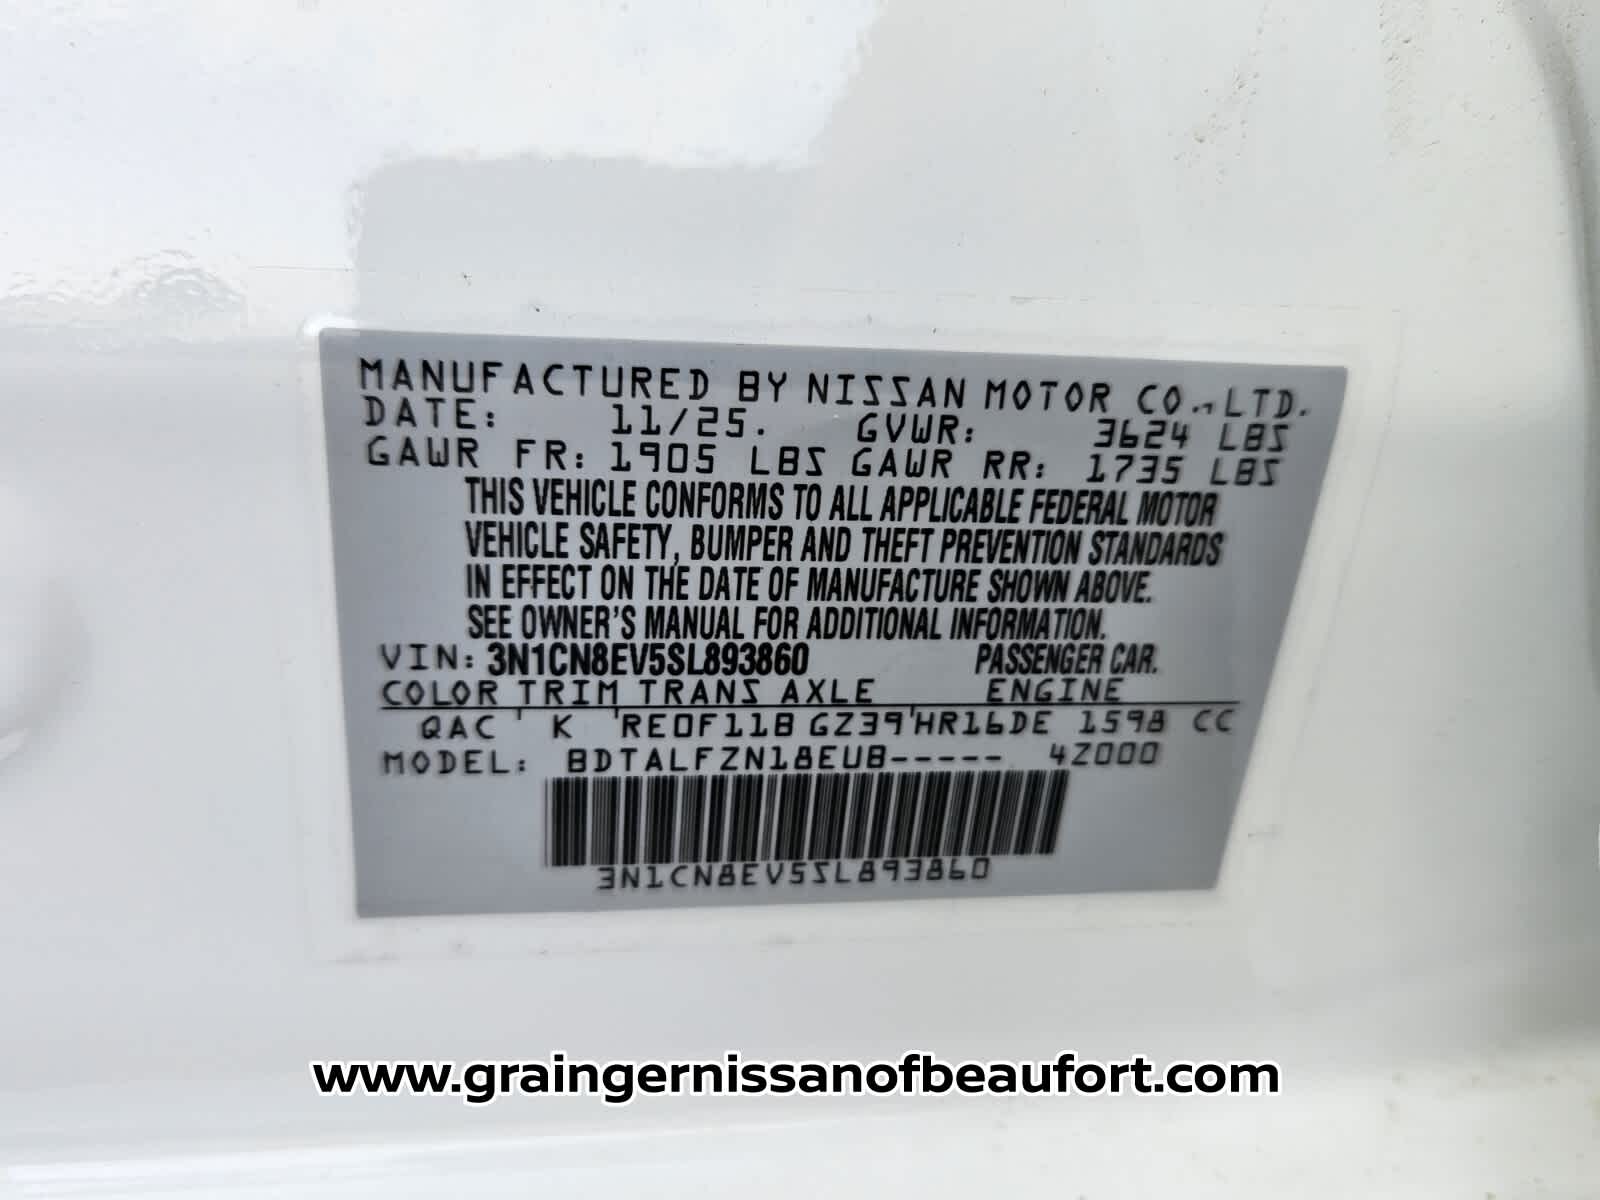 MANUFACTURED BY NISSAN MOTOR CO., LTD.
DATE: 11/25. GVWR: 3624 LBS
GAWR FR: 1905 LBS GAWR RR: 1735 LBS
THIS VEHICLE CONFORMS TO ALL APPLICABLE FEDERAL MOTOR
VEHICLE SAFETY, BUMPER AND THEFT PREVENTION STANDARDS
IN EFFECT ON THE DATE OF MANUFACTURE SHOWN ABOVE.
SEE OWNER'S MANUAL FOR ADDITIONAL INFORMATION.
VIN: 3N1CN8EV5SL893860 PASSENGER CAR.
COLOR TRIM TRANS AXLE ENGINE
QAC ' K 'RE0F11B GZ39'HR16DE 1598 CC
MODEL: BDTALFZN18EUB----- 4Z000
3N1CN8EV5SL893860
www.graingernissanofbeaufort.com